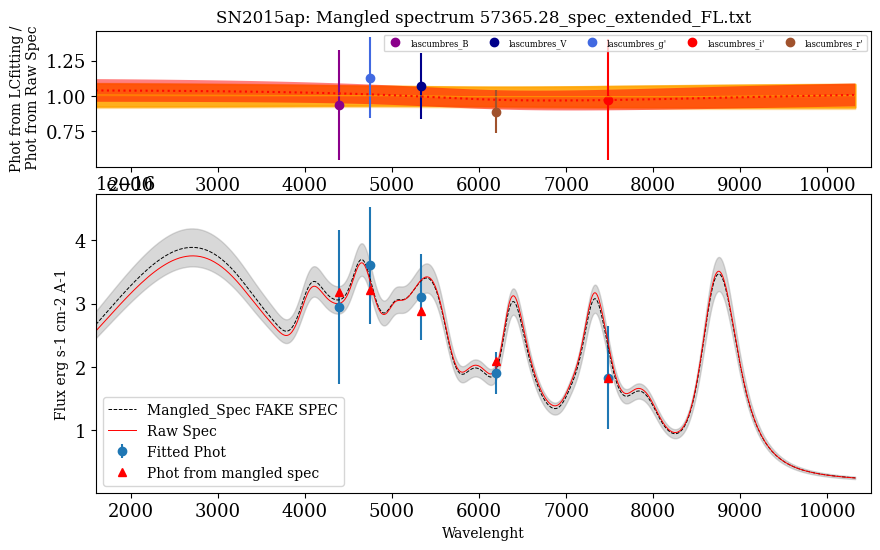 SN2015ap: Mangled spectrum 57365.28_spec_extended_FL.txt
Phot from LCfitting /
Phot from Raw Spec
lascumbres_B
lascumbres_V
lascumbres_g'
lascumbres_i'
lascumbres_r'
1.25
1.00
0.75
2000 3000 4000 5000 6000 7000 8000 9000 10000
1e−16
Flux erg s-1 cm-2 A-1
4
3
2
1
Mangled_Spec FAKE SPEC
Raw Spec
Fitted Phot
Phot from mangled spec
2000 3000 4000 5000 6000 7000 8000 9000 10000
Wavelenght